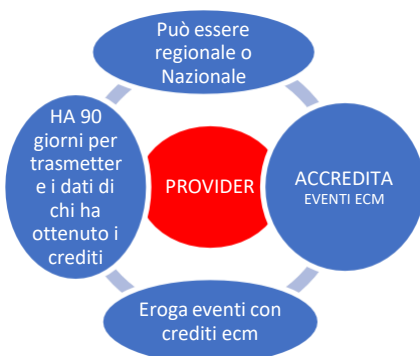 Può essere
regionale o
Nazionale
HA 90
giorni per
trasmetter
e i dati di
chi ha
ottenuto i
crediti
PROVIDER
ACCREDITA
EVENTI ECM
Eroga eventi con
crediti ecm